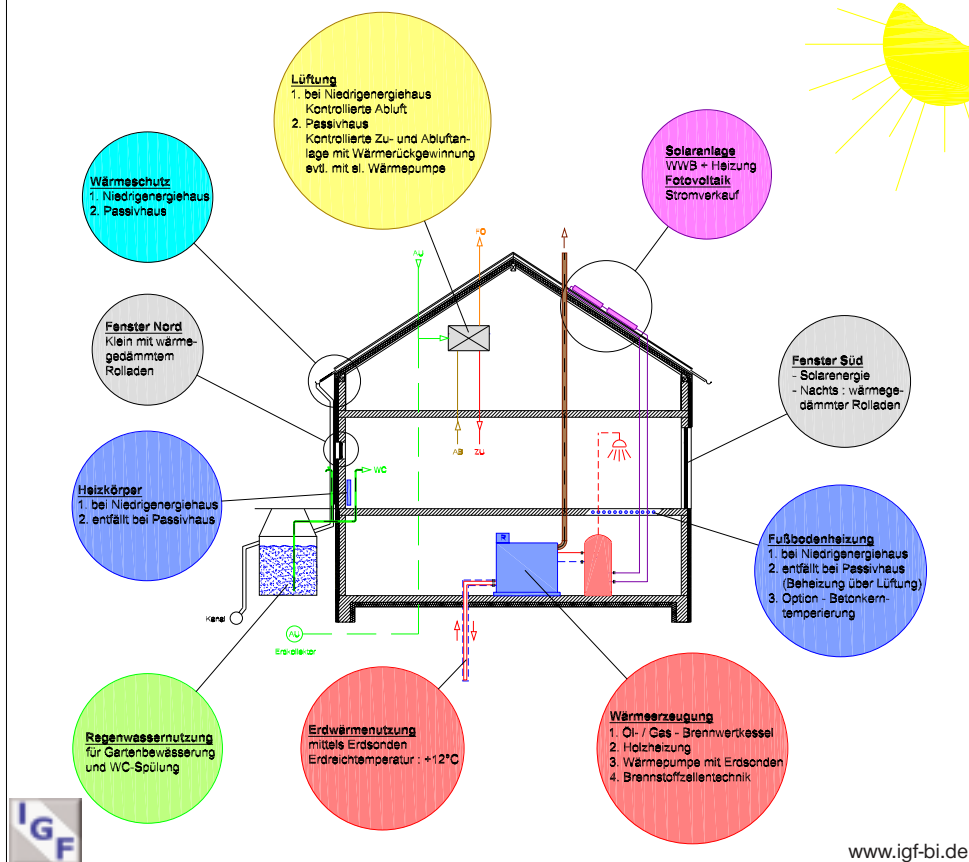 Lüftung
1. bei Niedrigenergiehaus
Kontrollierte Abluft
2. Passivhaus
Kontrollierte Zu- und Abluftan-
lage mit Wärmerückgewinnung
evtl. mit el. Wärmepumpe
Solaranlage
WWB + Heizung
Fotovoltaik
Stromverkauf
Wärmeschutz
1. Niedrigenergiehaus
2. Passivhaus
FO
AU
Fenster Nord
Klein mit wärme-
gedämmtem
Rolladen
Fenster Süd
- Solarenergie
- Nachts : wärmege-
dämmter Rolladen
AB
ZU
WC
Heizkörper
1. bei Niedrigenergiehaus
2. entfällt bei Passivhaus
Fußbodenheizung
1. bei Niedrigenergiehaus
2. entfällt bei Passivhaus
(Beheizung über Lüftung)
3. Option - Betonkern-
temperierung
Kanal
AU
Erdkollektor
Regenwassernutzung
für Gartenbewässerung
und WC-Spülung
Erdwärmenutzung
mittels Erdsonden
Erdreichtemperatur : +12°C
Wärmeerzeugung
1. Öl- / Gas - Brennwertkessel
2. Holzheizung
3. Wärmepumpe mit Erdsonden
4. Brennstoffzellentechnik
IGF
www.igf-bi.de